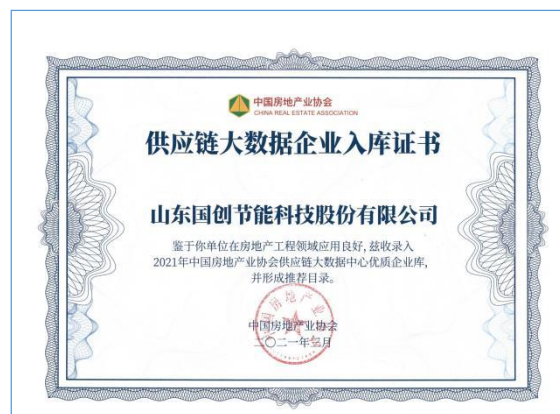 中国房地产业协会
CHINA REAL ESTATE ASSOCIATION
供应链大数据企业入库证书
山东国创节能科技股份有限公司
鉴于你单位在房地产工程领域应用良好,兹收录入
2021年中国房地产业协会供应链大数据中心优质企业库,
并形成推荐目录。
中国房地产业协会
二〇二一年三月